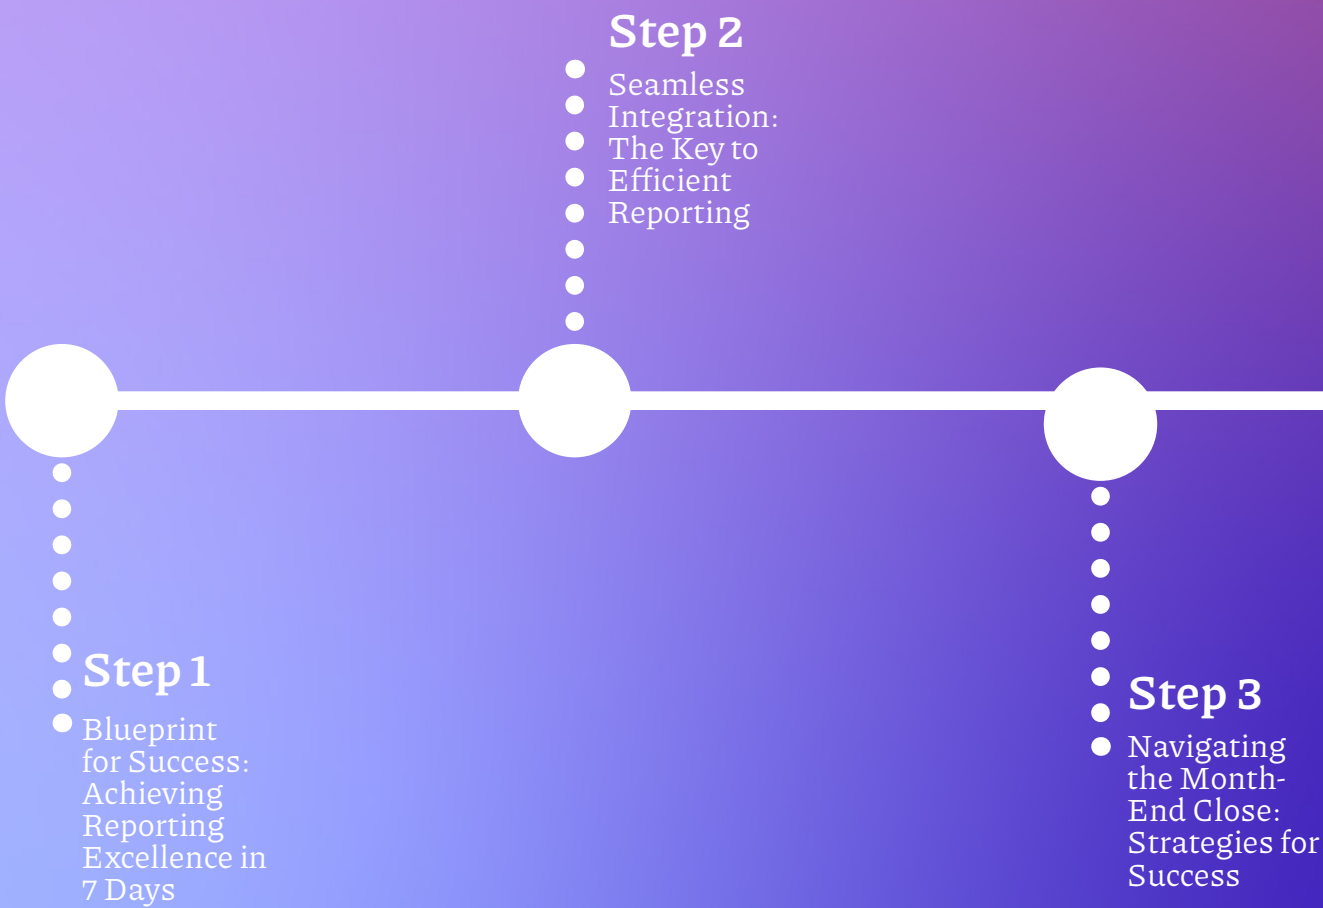 Step 1
Blueprint
for Success:
Achieving
Reporting
Excellence in
7 Days
Step 2
Seamless
Integration:
The Key to
Efficient
Reporting
Step 3
Navigating
the Month-
End Close:
Strategies for
Success